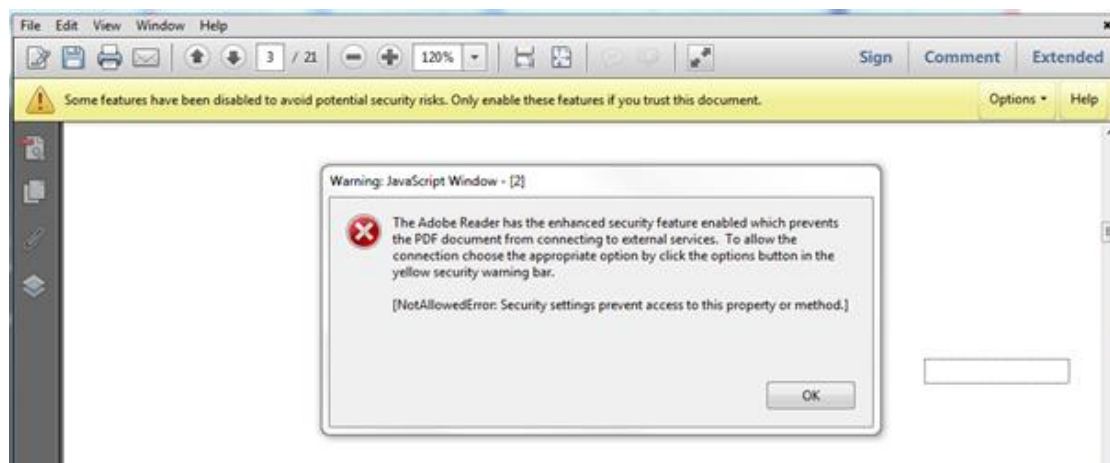 File Edit View Window Help
3 / 21 120% Sign Comment Extended
Some features have been disabled to avoid potential security risks. Only enable these features if you trust this document. Options Help
Warning: JavaScript Window - [2]
The Adobe Reader has the enhanced security feature enabled which prevents
the PDF document from connecting to external services. To allow the
connection choose the appropriate option by click the options button in the
yellow security warning bar.
[NotAllowedError: Security settings prevent access to this property or method.]
OK